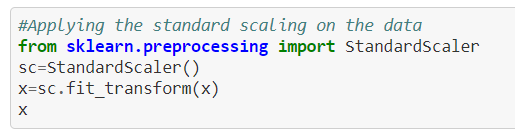 #Applying the standard scaling on the data
from sklearn.preprocessing import StandardScaler
sc=StandardScaler()
x=sc.fit_transform(x)
x